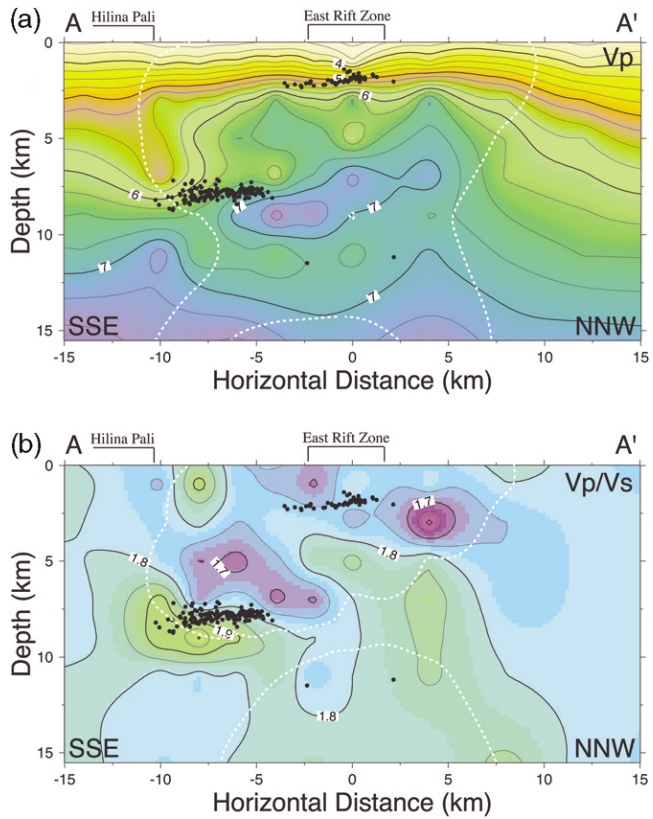 (a) A Hilina Pali East Rift Zone A'
0
5
10
15
Depth (km)
Vp
4
5
6
6
7
7
7
7
SSE NNW
-15 -10 -5 0 5 10 15
Horizontal Distance (km)
(b) A Hilina Pali East Rift Zone A'
0
5
10
15
Depth (km)
Vp/Vs
1.7
1.8
1.8
1.7
1.9
1.8
SSE NNW
-15 -10 -5 0 5 10 15
Horizontal Distance (km)